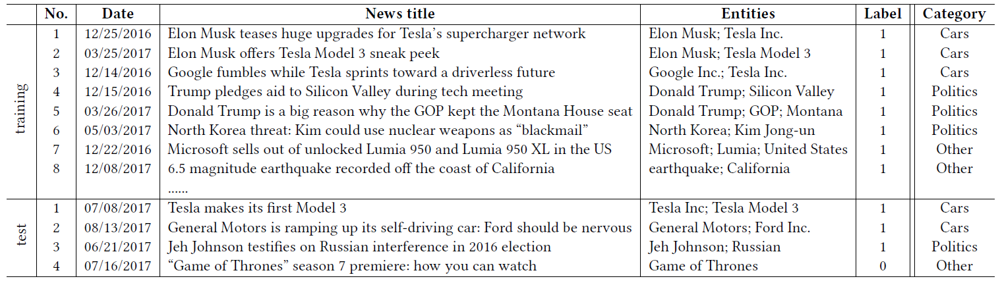 No. Date News title Entities Label Category
training
1 12/25/2016 Elon Musk teases huge upgrades for Tesla's supercharger network Elon Musk; Tesla Inc. 1 Cars
2 03/25/2017 Elon Musk offers Tesla Model 3 sneak peek Elon Musk; Tesla Model 3 1 Cars
3 12/14/2016 Google fumbles while Tesla sprints toward a driverless future Google Inc.; Tesla Inc. 1 Cars
4 12/15/2016 Trump pledges aid to Silicon Valley during tech meeting Donald Trump; Silicon Valley 1 Politics
5 03/26/2017 Donald Trump is a big reason why the GOP kept the Montana House seat Donald Trump; GOP; Montana 1 Politics
6 05/03/2017 North Korea threat: Kim could use nuclear weapons as “blackmail” North Korea; Kim Jong-un 1 Politics
7 12/22/2016 Microsoft sells out of unlocked Lumia 950 and Lumia 950 XL in the US Microsoft; Lumia; United States 1 Other
8 12/08/2017 6.5 magnitude earthquake recorded off the coast of California earthquake; California 1 Other
......
test
1 07/08/2017 Tesla makes its first Model 3 Tesla Inc; Tesla Model 3 1 Cars
2 08/13/2017 General Motors is ramping up its self-driving car: Ford should be nervous General Motors; Ford Inc. 1 Cars
3 06/21/2017 Jeh Johnson testifies on Russian interference in 2016 election Jeh Johnson; Russian 1 Politics
4 07/16/2017 “Game of Thrones” season 7 premiere: how you can watch Game of Thrones 0 Other